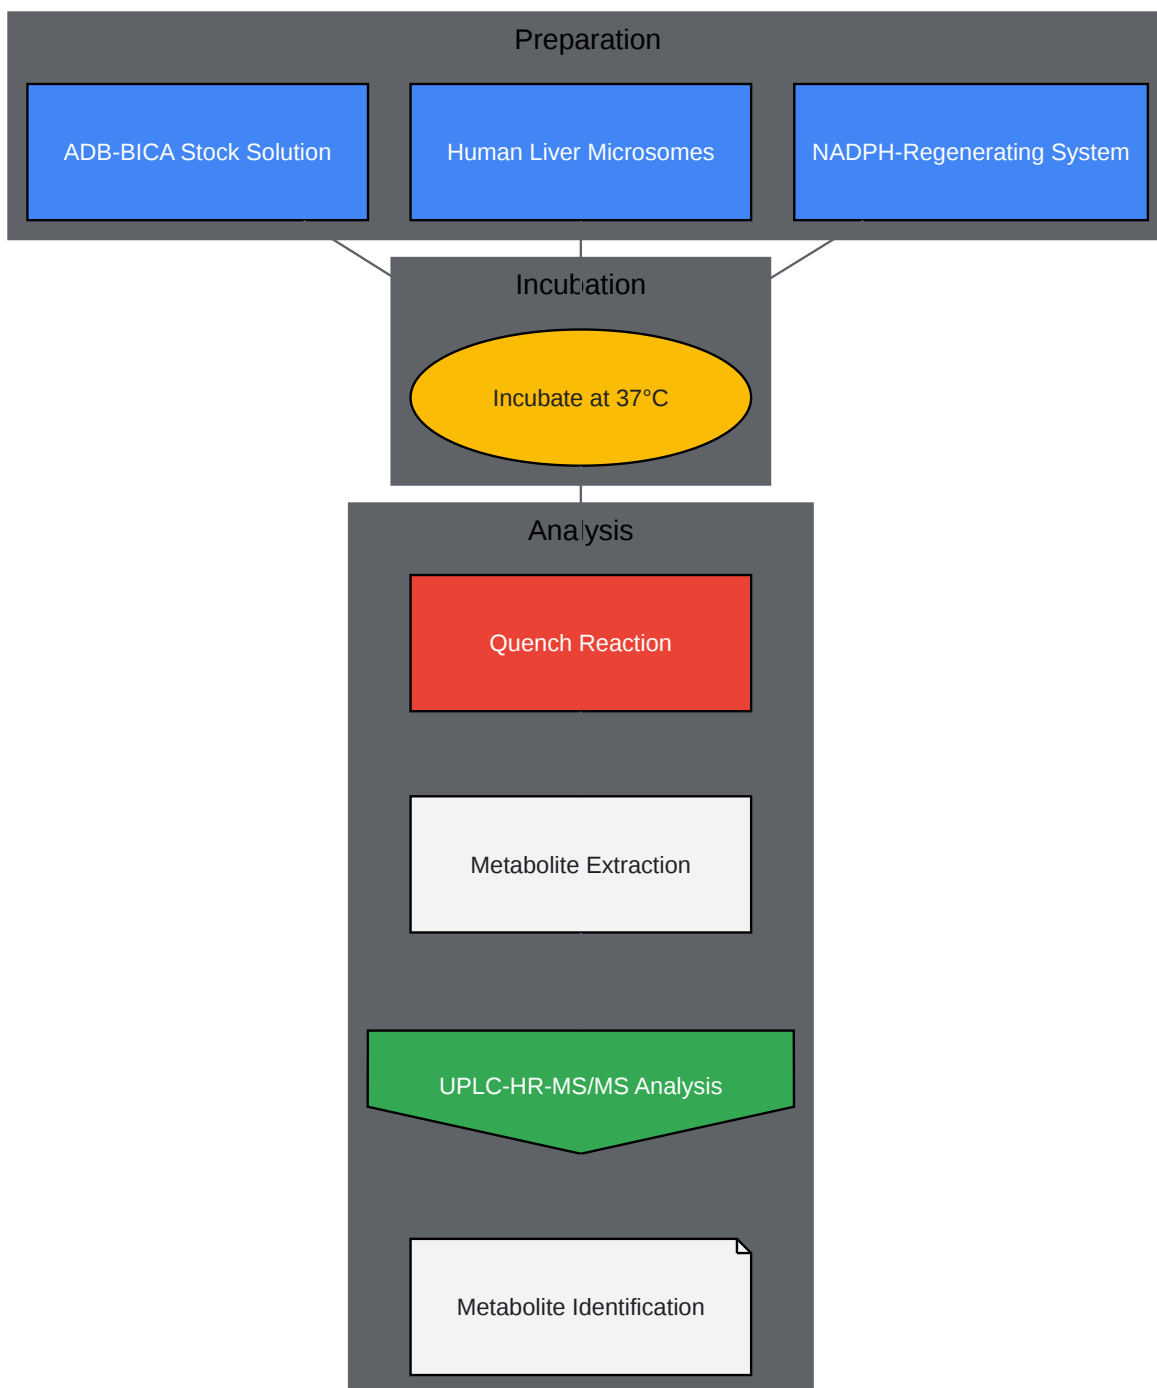 Preparation
ADB-BICA Stock Solution
Human Liver Microsomes
NADPH-Regenerating System
Incubation
Incubate at 37°C
Analysis
Quench Reaction
Metabolite Extraction
UPLC-HR-MS/MS Analysis
Metabolite Identification